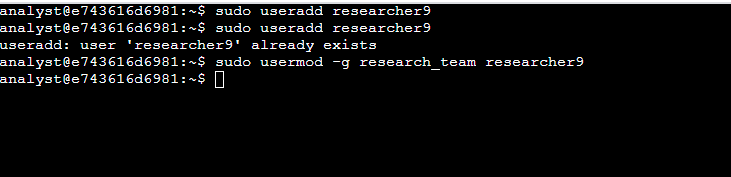 analyst@e743616d6981:~$ sudo useradd researcher9
analyst@e743616d6981:~$ sudo useradd researcher9
useradd: user 'researcher9' already exists
analyst@e743616d6981:~$ sudo usermod -g research_team researcher9
analyst@e743616d6981:~$